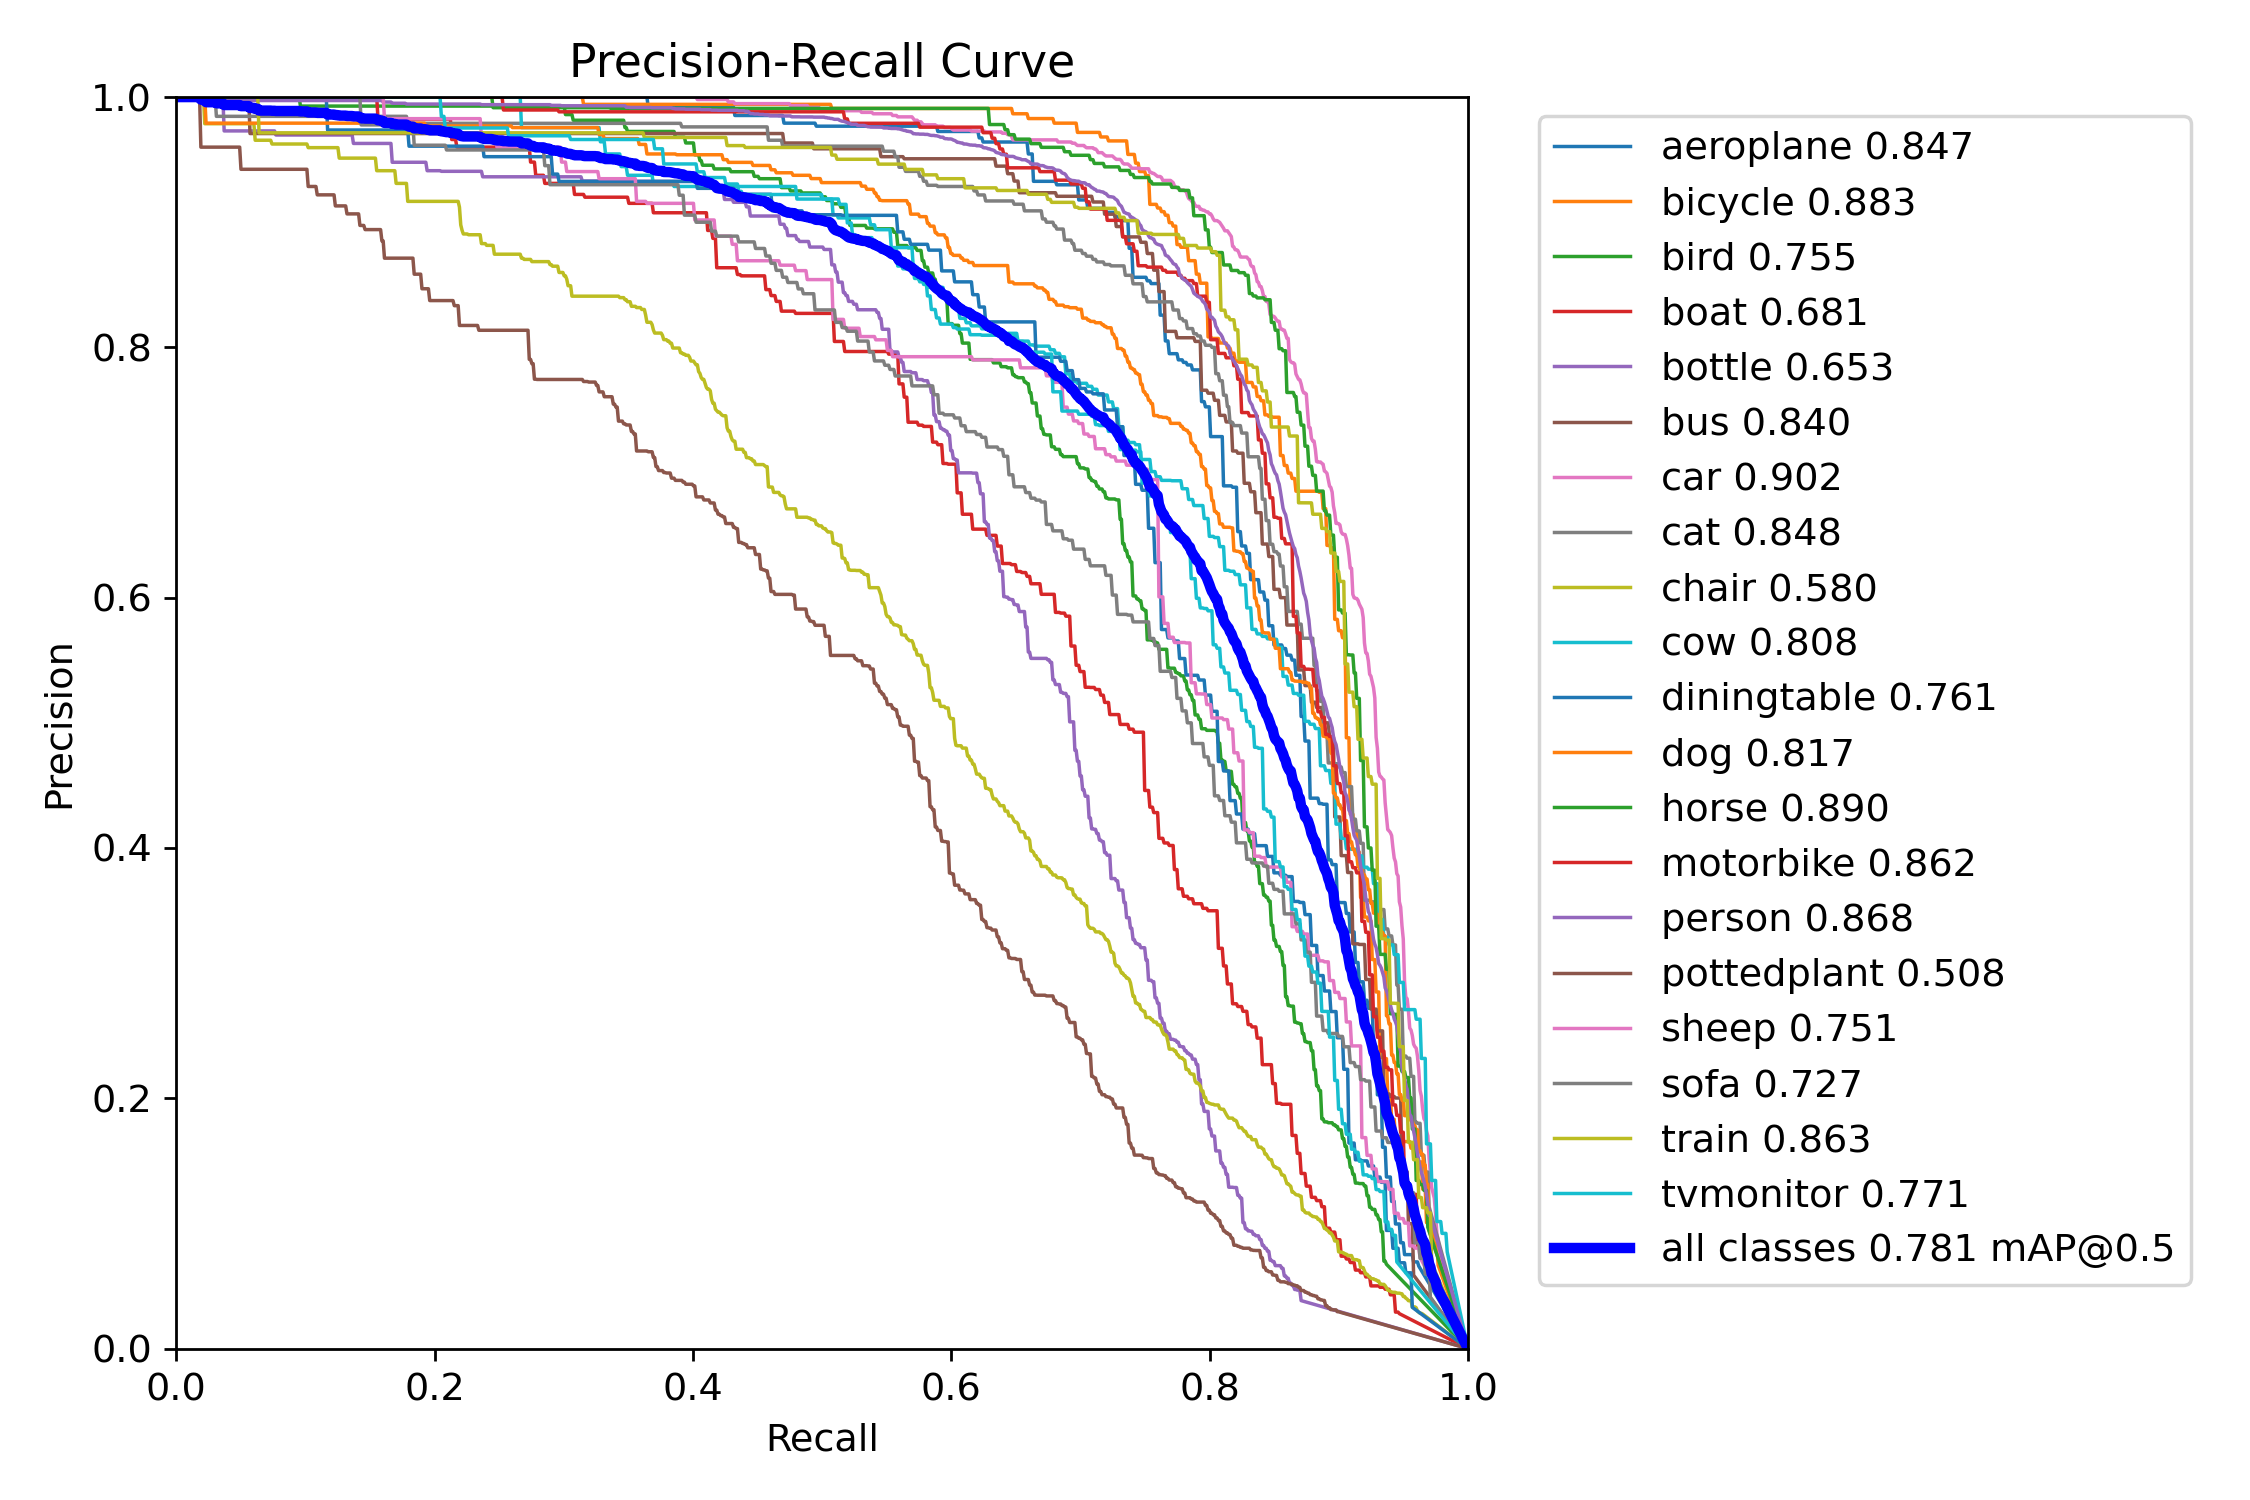 Precision-Recall Curve
1.0
0.8
0.6
0.4
0.2
0.0
Precision
0.0 0.2 0.4 0.6 0.8 1.0
Recall
aeroplane 0.847
bicycle 0.883
bird 0.755
boat 0.681
bottle 0.653
bus 0.840
car 0.902
cat 0.848
chair 0.580
cow 0.808
diningtable 0.761
dog 0.817
horse 0.890
motorbike 0.862
person 0.868
pottedplant 0.508
sheep 0.751
sofa 0.727
train 0.863
tvmonitor 0.771
all classes 0.781 mAP@0.5